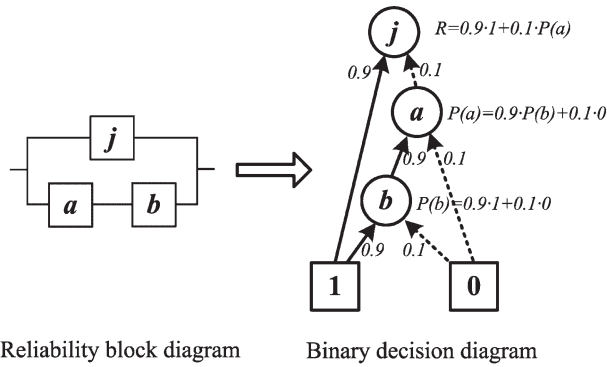 j
R=0.9·1+0.1·P(a)
0.9
0.1
j
a
P(a)=0.9·P(b)+0.1·0
0.9
0.1
a
b
b
P(b)=0.9·1+0.1·0
0.9
0.1
1
0
Reliability block diagram
Binary decision diagram